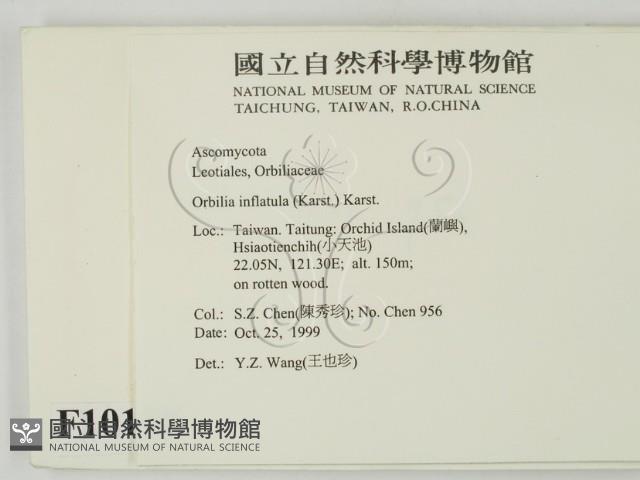 國立自然科學博物館
NATIONAL MUSEUM OF NATURAL SCIENCE
TAICHUNG, TAIWAN, R.O.CHINA
Ascomycota
Leotiales, Orbiliaceae
Orbilia inflatula (Karst.) Karst.
Loc.: Taiwan. Taitung: Orchid Island(蘭嶼),
Hsiaotienchih(小天池)
22.05N, 121.30E; alt. 150m;
on rotten wood.
Col.: S.Z. Chen(陳秀珍); No. Chen 956
Date: Oct. 25, 1999
Det.: Y.Z. Wang(王也珍)
F101
國立自然科學博物館
NATIONAL MUSEUM OF NATURAL SCIENCE